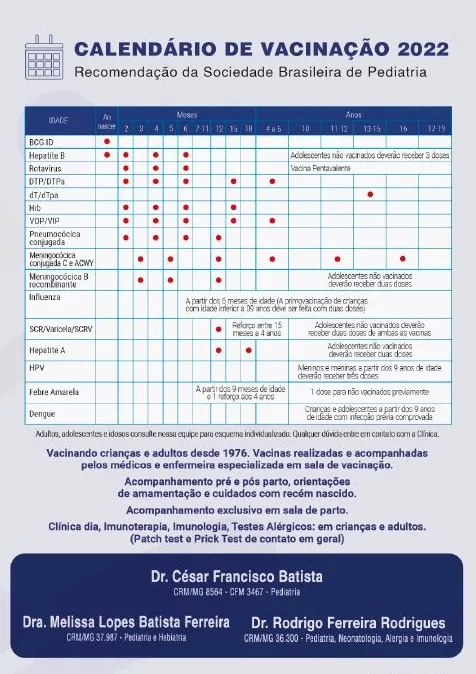 CALENDÁRIO DE VACINAÇÃO 2022
Recomendação da Sociedade Brasileira de Pediatria
IDADE
Ao nascer
Meses
Anos
2 3 4 5 6 7-11 12 15 18 4 a 6 10 11-12 13-15 16 17-19
BCG ID
Hepatite B
Adolescentes não vacinados deverão receber 3 doses
Rotavirus
Vacina Pentavalente
DTP/DTPa
dT/dTpa
Hib
VOP/VIP
Pneumocócica
conjugada
Meningocócica
conjugada C e ACWY
Meningocócica B
recombinante
Adolescentes não vacinados
deverão receber duas doses
Influenza
A partir dos 6 meses de idade (A primovacinação de crianças
com idade inferior a 09 anos deve ser feita com duas doses)
SCR/Varicela/SCRV
Reforço entre 15
meses a 4 anos
Adolescentes não vacinados deverão
receber duas doses de ambas as vacinas
Hepatite A
Adolescentes não vacinados
deverão receber duas doses
HPV
Meninos e meninas a partir dos 9 anos de idade
deverão receber três doses
Febre Amarela
A partir dos 9 meses de idade
e 1 reforço aos 4 anos
1 dose para não vacinados previamente
Dengue
Crianças e adolescentes a partir dos 9 anos
de idade com infecção prévia comprovada
Adultos, adolescentes e idosos consulte nossa equipe para esquema individualizado. Qualquer dúvida entre em contato com a Clínica.
Vacinando crianças e adultos desde 1976. Vacinas realizadas e acompanhadas
pelos médicos e enfermeira especializada em sala de vacinação.
Acompanhamento pré e pós parto, orientações
de amamentação e cuidados com recém nascido.
Acompanhamento exclusivo em sala de parto.
Clínica dia, Imunoterapia, Imunologia, Testes Alérgicos: em crianças e adultos.
(Patch test e Prick Test de contato em geral)
Dr. César Francisco Batista
CRM/MG 8564 - CFM 3467 - Pediatria
Dra. Melissa Lopes Batista Ferreira
CRM/MG 37.987 - Pediatria e Hebiatria
Dr. Rodrigo Ferreira Rodrigues
CRM/MG 36.300 - Pediatria, Neonatologia, Alergia e Imunologia